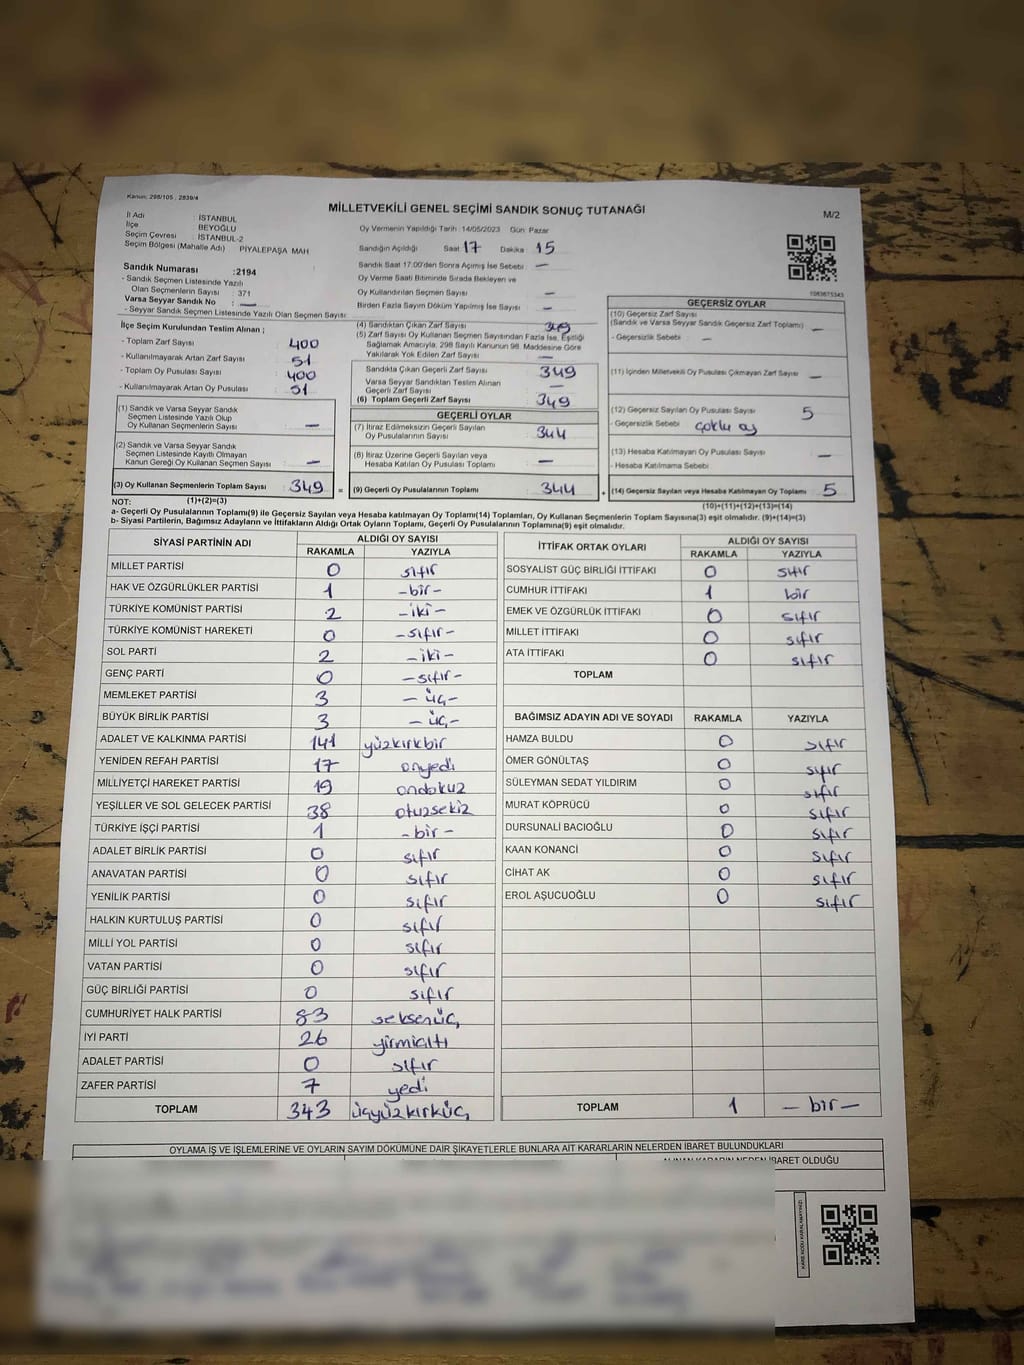 Kanun: 298/105, 2839/4
MİLLETVEKİLİ GENEL SEÇİMİ SANDIK SONUÇ TUTANAĞI
M/2
İl Adı : İSTANBUL
İlçe : BEYOĞLU
Seçim Çevresi : İSTANBUL-2
Seçim Bölgesi (Mahalle Adı) PİYALEPAŞA MAH
Sandık Numarası :2194
- Sandık Seçmen Listesinde Yazılı
Olan Seçmenlerin Sayısı : 371
Varsa Seyyar Sandık No : —
- Seyyar Sandık Seçmen Listesinde Yazılı Olan Seçmen Sayısı:
Oy Vermenin Yapıldığı Tarih :14/05/2023 Gün: Pazar
Sandığın Açıldığı Saat 17 Dakika : 15
Sandık Saat 17.00'den Sonra Açılmış İse Sebebi : —
Oy Verme Saati Bitiminde Sırada Bekleyen ve
Oy Kullandırılan Seçmen Sayısı : —
Birden Fazla Sayım Döküm Yapılmış İse Sayısı : —
İlçe Seçim Kurulundan Teslim Alınan ;
- Toplam Zarf Sayısı : 400
- Kullanılmayarak Artan Zarf Sayısı : 51
- Toplam Oy Pusulası Sayısı : 400
- Kullanılmayarak Artan Oy Pusulası : 51
(1) Sandık ve Varsa Seyyar Sandık
Seçmen Listesinde Yazılı Olup
Oy Kullanan Seçmenlerin Sayısı : —
(2) Sandık ve Varsa Seyyar Sandık
Seçmen Listesinde Kayıtlı Olmayan
Kanun Gereği Oy Kullanan Seçmen Sayısı : —
(3) Oy Kullanan Seçmenlerin Toplam Sayısı : 349
(1)+(2)=(3)
(4) Sandıktan Çıkan Zarf Sayısı : 349
(5) Zarf Sayısı Oy Kullanan Seçmen Sayısından Fazla İse, Eşitliği
Sağlamak Amacıyla, 298 Sayılı Kanunun 98. Maddesine Göre
Yakılarak Yok Edilen Zarf Sayısı : —
Sandıkta Çıkan Geçerli Zarf Sayısı : 349
Varsa Seyyar Sandıktan Teslim Alınan
Geçerli Zarf Sayısı : —
(6) Toplam Geçerli Zarf Sayısı : 349
GEÇERLİ OYLAR
(7) İtiraz Edilmeksizin Geçerli Sayılan
Oy Pusulalarının Sayısı : 344
(8) İtiraz Üzerine Geçerli Sayılan veya
Hesaba Katılan Oy Pusulası Toplamı : —
= (9) Geçerli Oy Pusulalarının Toplamı : 344
1083675343
GEÇERSİZ OYLAR
(10) Geçersiz Zarf Sayısı :
(Sandık ve Varsa Seyyar Sandık Geçersiz Zarf Toplamı) —
- Geçersizlik Sebebi : —
(11) İçinden Milletvekili Oy Pusulası Çıkmayan Zarf Sayısı : —
(12) Geçersiz Sayılan Oy Pusulası Sayısı : 5
- Geçersizlik Sebebi : çoklu oy
(13) Hesaba Katılmayan Oy Pusulası Sayısı : —
- Hesaba Katılmama Sebebi :
+ (14) Geçersiz Sayılan veya Hesaba Katılmayan Oy Toplamı : 5
(10)+(11)+(12)+(13)=(14)
NOT:
a- Geçerli Oy Pusulalarının Toplamı(9) ile Geçersiz Sayılan veya Hesaba katılmayan Oy Toplamı(14) Toplamları, Oy Kullanan Seçmenlerin Toplam Sayısına(3) eşit olmalıdır. (9)+(14)=(3)
b- Siyasi Partilerin, Bağımsız Adayların ve İttifakların Aldığı Ortak Oyların Toplamı, Geçerli Oy Pusulalarının Toplamına(9) eşit olmalıdır.
SİYASİ PARTİNİN ADI ALDIĞI OY SAYISI
RAKAMLA YAZIYLA
MİLLET PARTİSİ 0 sıfır
HAK VE ÖZGÜRLÜKLER PARTİSİ 1 -bir-
TÜRKİYE KOMÜNİST PARTİSİ 2 -iki-
TÜRKİYE KOMÜNİST HAREKETİ 0 -sıfır-
SOL PARTİ 2 -iki-
GENÇ PARTİ 0 -sıfır-
MEMLEKET PARTİSİ 3 - üç-
BÜYÜK BİRLİK PARTİSİ 3 - üç-
ADALET VE KALKINMA PARTİSİ 141 yüzkırkbir
YENİDEN REFAH PARTİSİ 17 onyedi
MİLLİYETÇİ HAREKET PARTİSİ 19 ondokuz
YEŞİLLER VE SOL GELECEK PARTİSİ 38 otuzsekiz
TÜRKİYE İŞÇİ PARTİSİ 1 -bir-
ADALET BİRLİK PARTİSİ 0 sıfır
ANAVATAN PARTİSİ 0 sıfır
YENİLİK PARTİSİ 0 sıfır
HALKIN KURTULUŞ PARTİSİ 0 sıfır
MİLLİ YOL PARTİSİ 0 sıfır
VATAN PARTİSİ 0 sıfır
GÜÇ BİRLİĞİ PARTİSİ 0 sıfır
CUMHURİYET HALK PARTİSİ 83 seksenüç
İYİ PARTİ 26 yirmialtı
ADALET PARTİSİ 0 sıfır
ZAFER PARTİSİ 7 yedi
TOPLAM 343 üçyüzkırküç
İTTİFAK ORTAK OYLARI ALDIĞI OY SAYISI
RAKAMLA YAZIYLA
SOSYALİST GÜÇ BİRLİĞİ İTTİFAKI 0 sıfır
CUMHUR İTTİFAKI 1 bir
EMEK VE ÖZGÜRLÜK İTTİFAKI 0 sıfır
MİLLET İTTİFAKI 0 sıfır
ATA İTTİFAKI 0 sıfır
TOPLAM
BAĞIMSIZ ADAYIN ADI VE SOYADI RAKAMLA YAZIYLA
HAMZA BULDU 0 sıfır
ÖMER GÖNÜLTAŞ 0 sıfır
SÜLEYMAN SEDAT YILDIRIM 0 sıfır
MURAT KÖPRÜCÜ 0 sıfır
DURSUNALİ BACIOĞLU 0 sıfır
KAAN KONANCİ 0 sıfır
CİHAT AK 0 sıfır
EROL AŞUCUOĞLU 0 sıfır
TOPLAM 1 - bir-
OYLAMA İŞ VE İŞLEMLERİNE VE OYLARIN SAYIM DÖKÜMÜNE DAİR ŞİKAYETLERLE BUNLARA AİT KARARLARIN NELERDEN İBARET BULUNDUKLARI
ALINAN KARARIN NEDEN İBARET OLDUĞU
KARE KODU KARALAMAYINIZ!